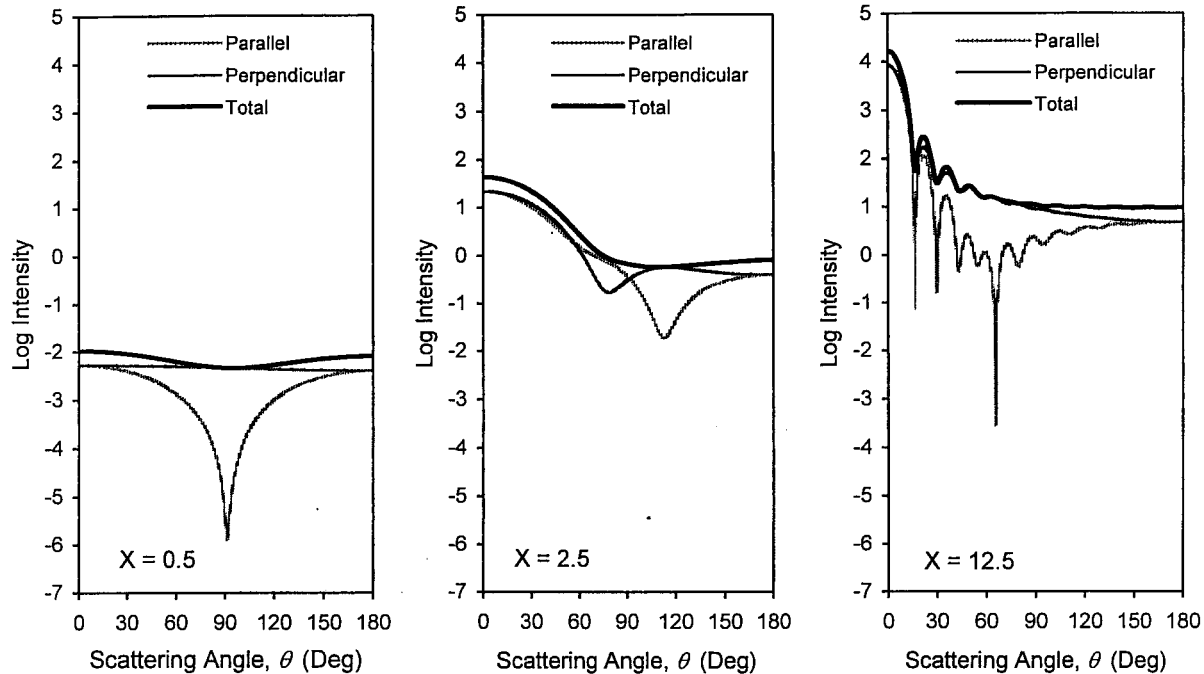 5
4
3
2
1
0
-1
-2
-3
-4
-5
-6
-7
Log Intensity
Parallel
Perpendicular
Total
X = 0.5
0 30 60 90 120 150 180
Scattering Angle, θ (Deg)
5
4
3
2
1
0
-1
-2
-3
-4
-5
-6
-7
Log Intensity
Parallel
Perpendicular
Total
X = 2.5
0 30 60 90 120 150 180
Scattering Angle, θ (Deg)
5
4
3
2
1
0
-1
-2
-3
-4
-5
-6
-7
Log Intensity
Parallel
Perpendicular
Total
X = 12.5
0 30 60 90 120 150 180
Scattering Angle, θ (Deg)